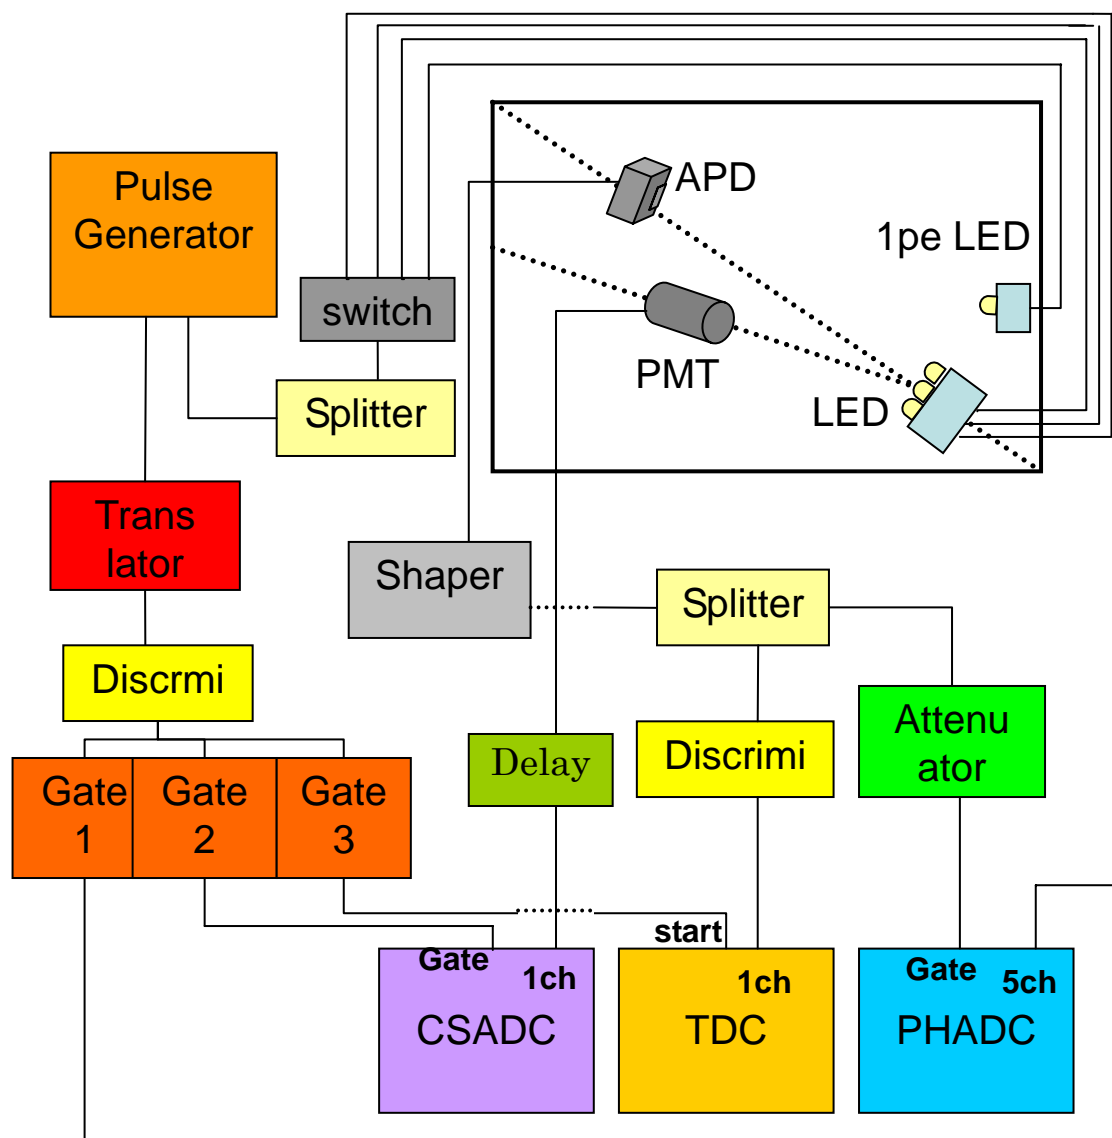 Pulse
Generator
switch
Splitter
APD
1pe LED
PMT
LED
Trans
lator
Shaper
Splitter
Discrmi
Attenu
ator
Delay
Discrimi
Gate
1
Gate
2
Gate
3
Gate
1ch
CSADC
start
1ch
TDC
Gate
5ch
PHADC